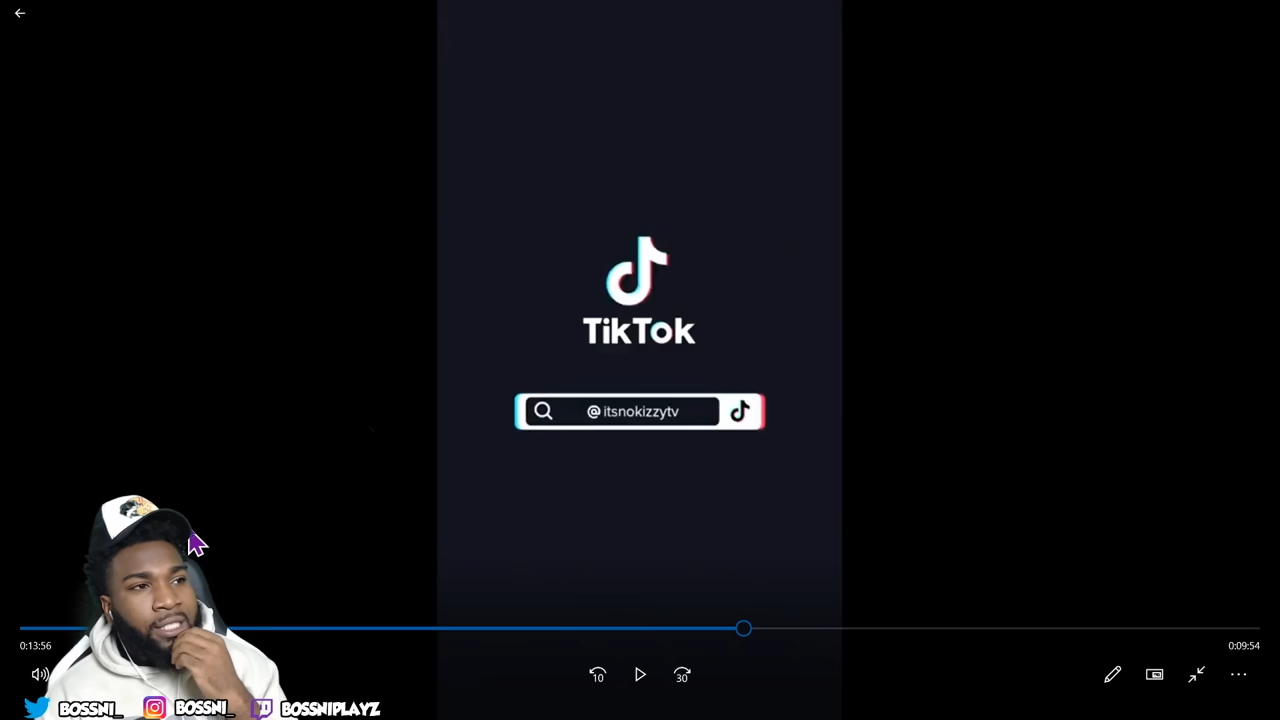 TikTok
@itsnokizzytv
0:13:56
0:09:54
10
30
BOSSNI_
BOSSNI_
BOSSNIPLAYZ